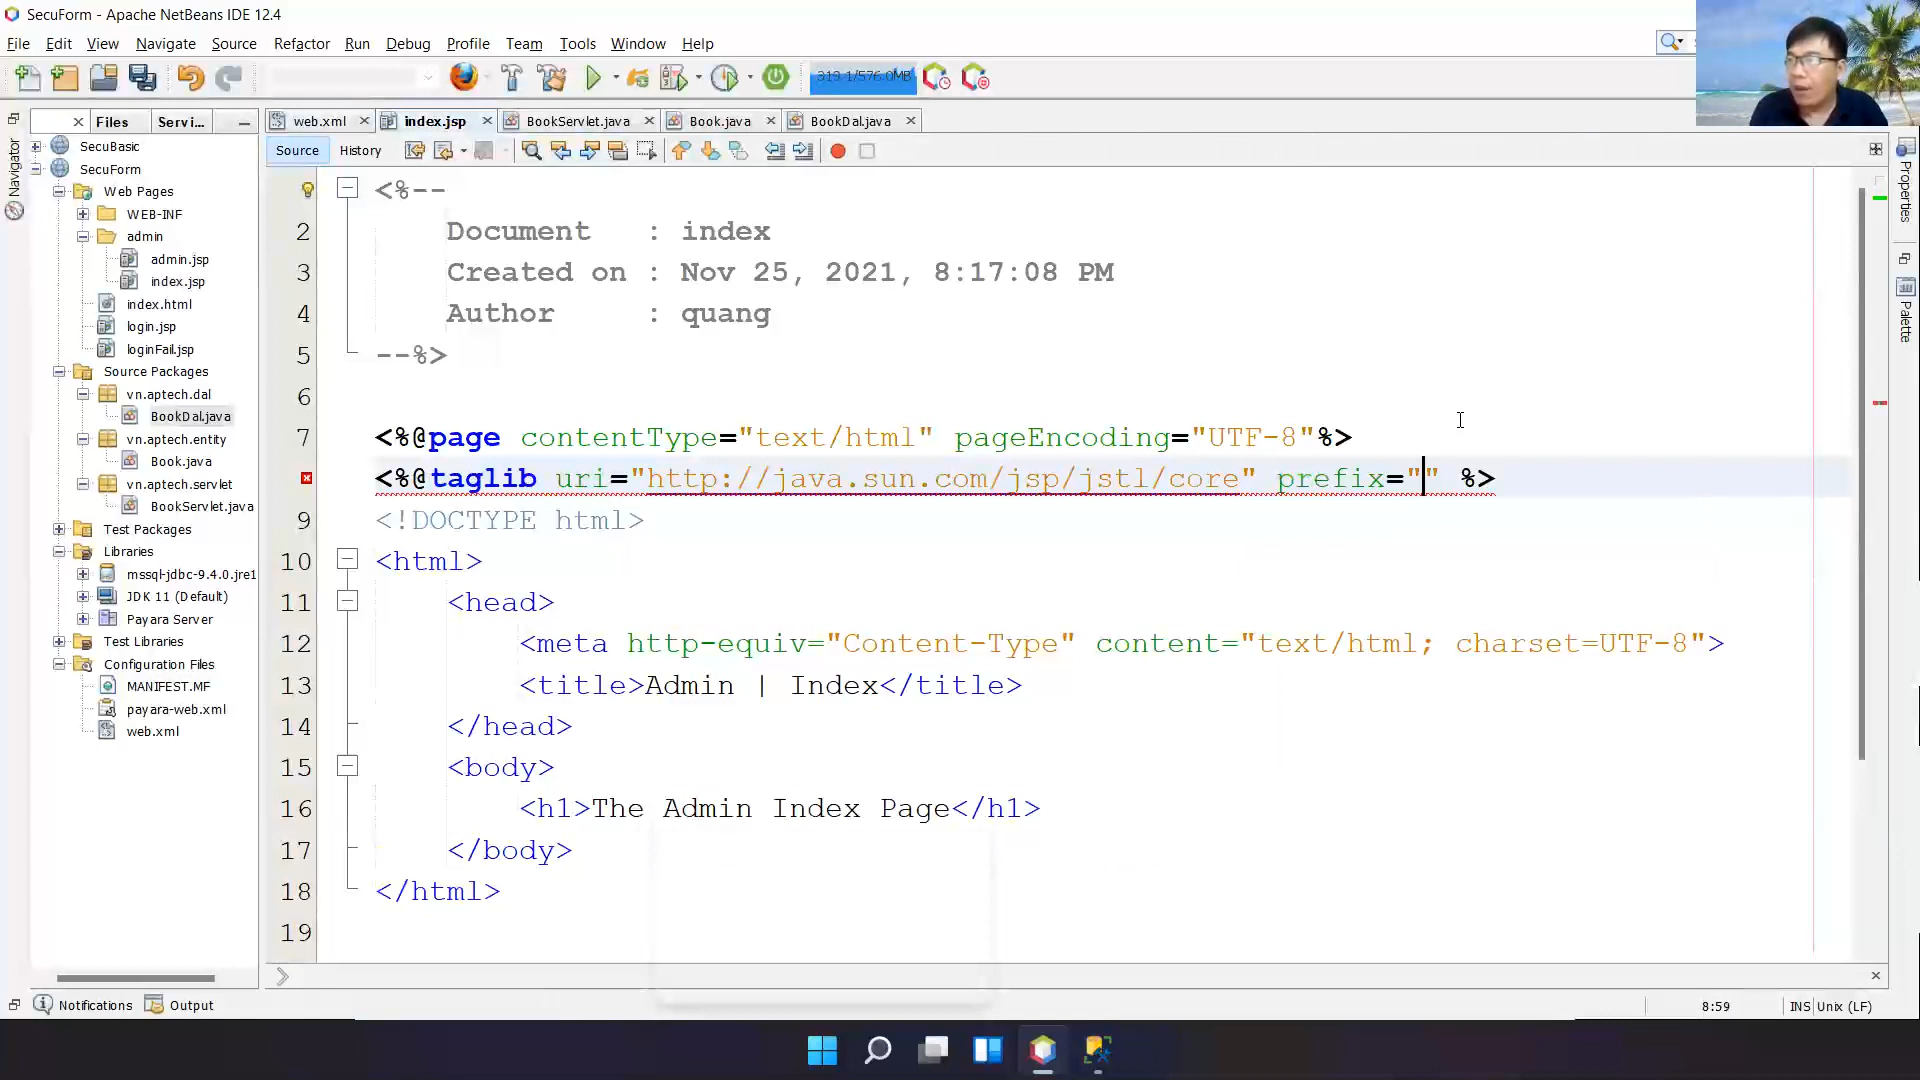 SecuForm - Apache NetBeans IDE 12.4
File Edit View Navigate Source Refactor Run Debug Profile Team Tools Window Help
319.1/576.0MB
Files Servi...
web.xml index.jsp BookServlet.java Book.java BookDal.java
Source History
Navigator
SecuBasic
SecuForm
Web Pages
WEB-INF
admin
admin.jsp
index.jsp
index.html
login.jsp
loginFail.jsp
Source Packages
vn.aptech.dal
BookDal.java
vn.aptech.entity
Book.java
vn.aptech.servlet
BookServlet.java
Test Packages
Libraries
mssql-jdbc-9.4.0.jre1
JDK 11 (Default)
Payara Server
Test Libraries
Configuration Files
MANIFEST.MF
payara-web.xml
web.xml
<%--
2 Document : index
3 Created on : Nov 25, 2021, 8:17:08 PM
4 Author : quang
5 --%>
6
7 <%@page contentType="text/html" pageEncoding="UTF-8"%>
<%@taglib uri="http://java.sun.com/jsp/jstl/core" prefix="" %>
9 <!DOCTYPE html>
10 <html>
11 <head>
12 <meta http-equiv="Content-Type" content="text/html; charset=UTF-8">
13 <title>Admin | Index</title>
14 </head>
15 <body>
16 <h1>The Admin Index Page</h1>
17 </body>
18 </html>
19
Properties
Palette
Notifications Output
8:59 INS Unix (LF)